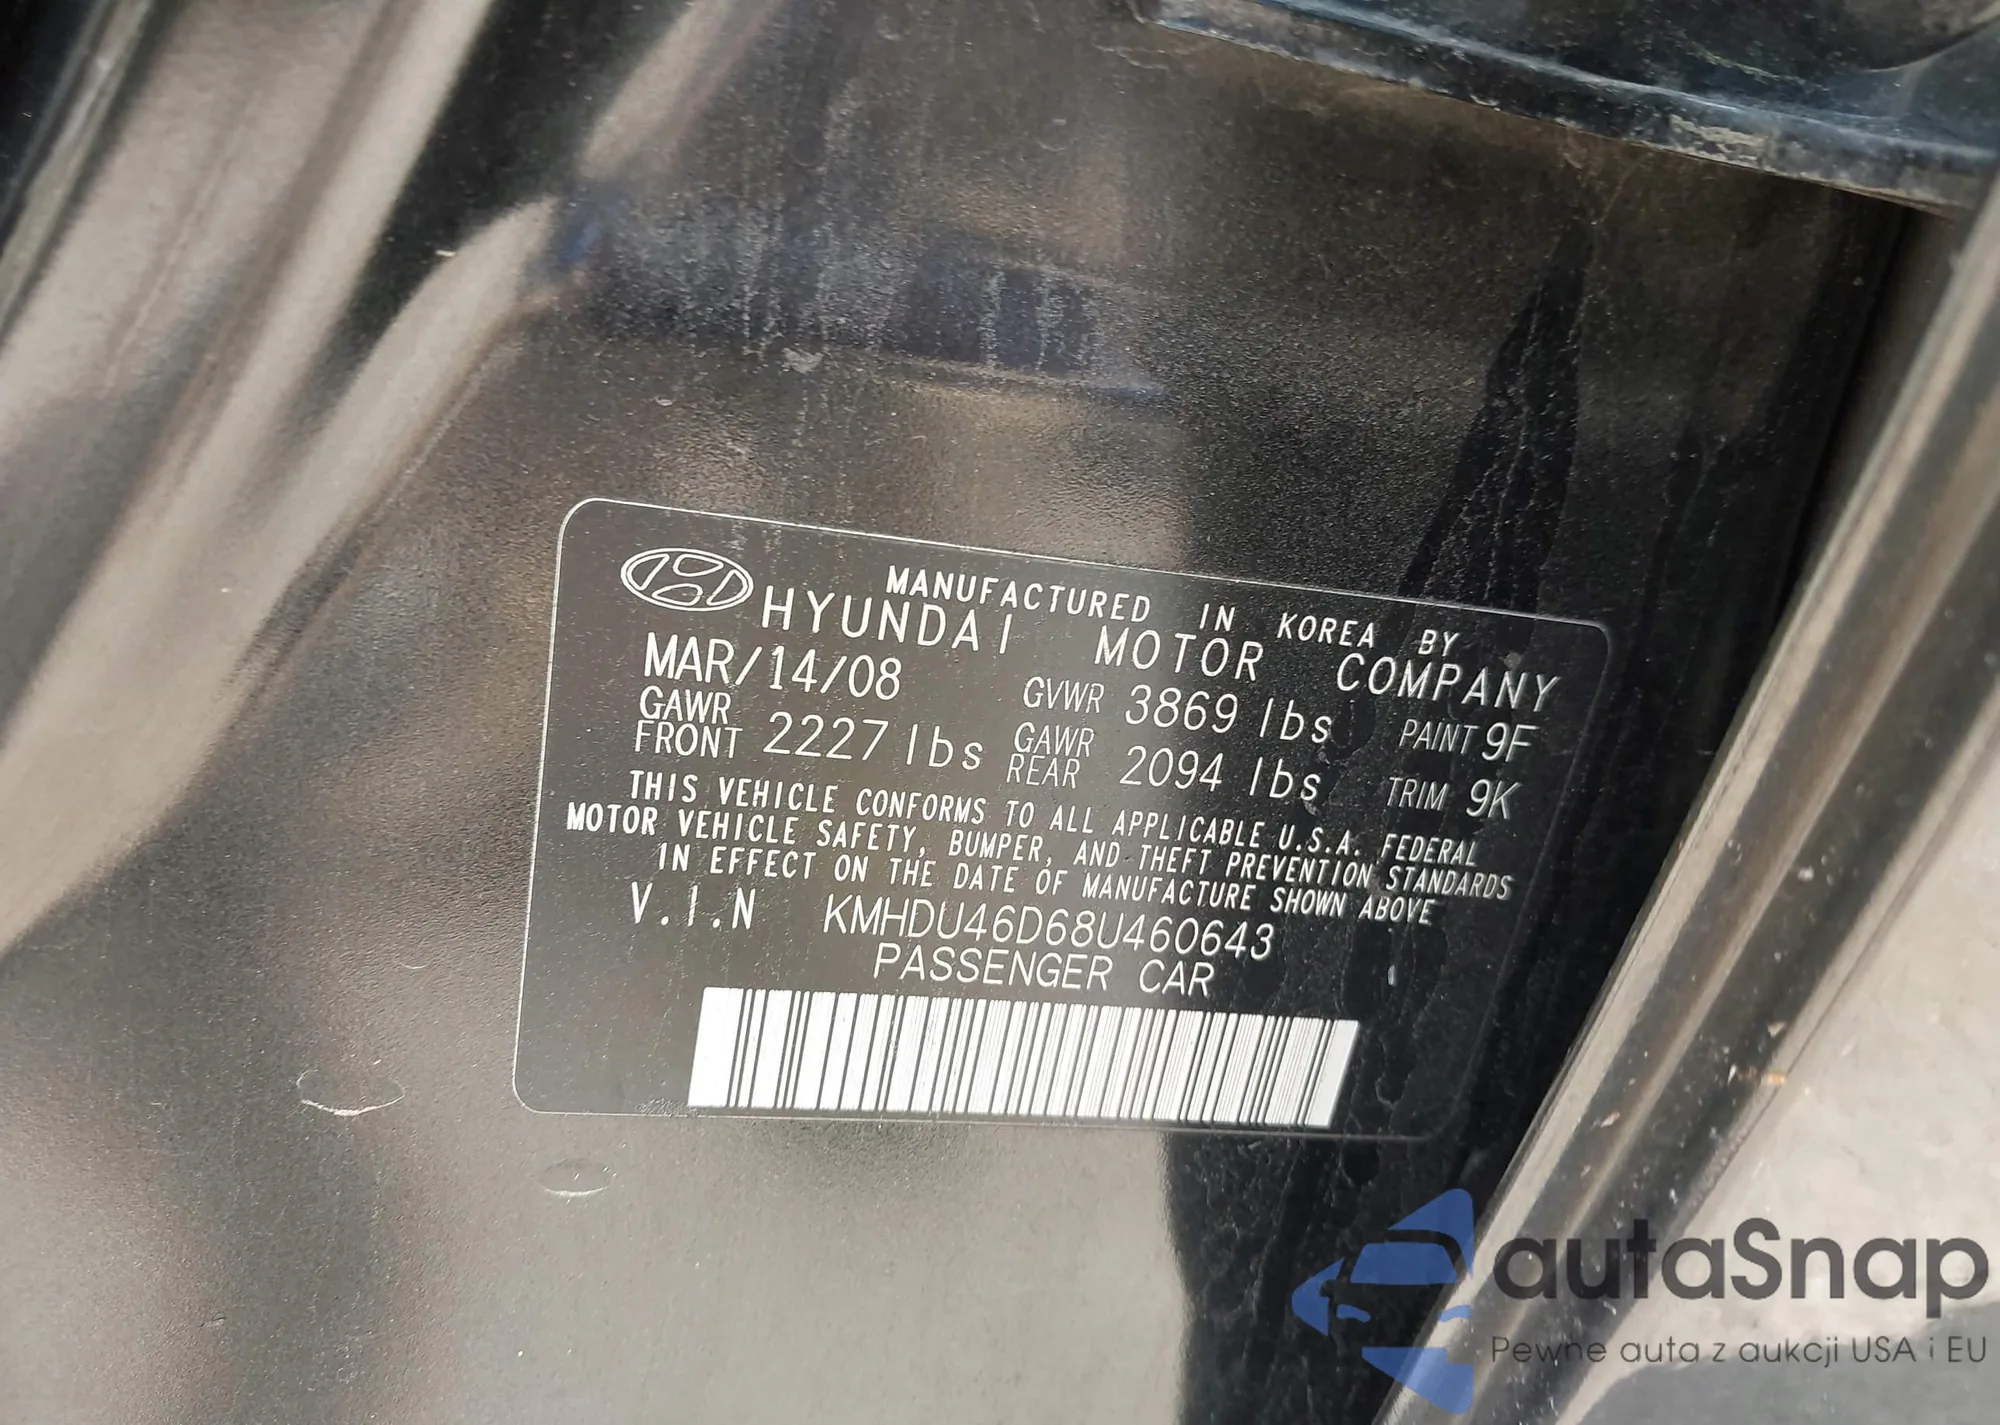 MANUFACTURED IN KOREA BY
HYUNDAI MOTOR COMPANY
MAR/14/08 GVWR 3869 lbs PAINT 9F
GAWR FRONT 2227 lbs GAWR REAR 2094 lbs TRIM 9K
THIS VEHICLE CONFORMS TO ALL APPLICABLE U.S.A. FEDERAL
MOTOR VEHICLE SAFETY, BUMPER, AND THEFT PREVENTION STANDARDS
IN EFFECT ON THE DATE OF MANUFACTURE SHOWN ABOVE
V.I.N KMHDU46D68U460643
PASSENGER CAR
autaSnap
Pewne auta z aukcji USA i EU